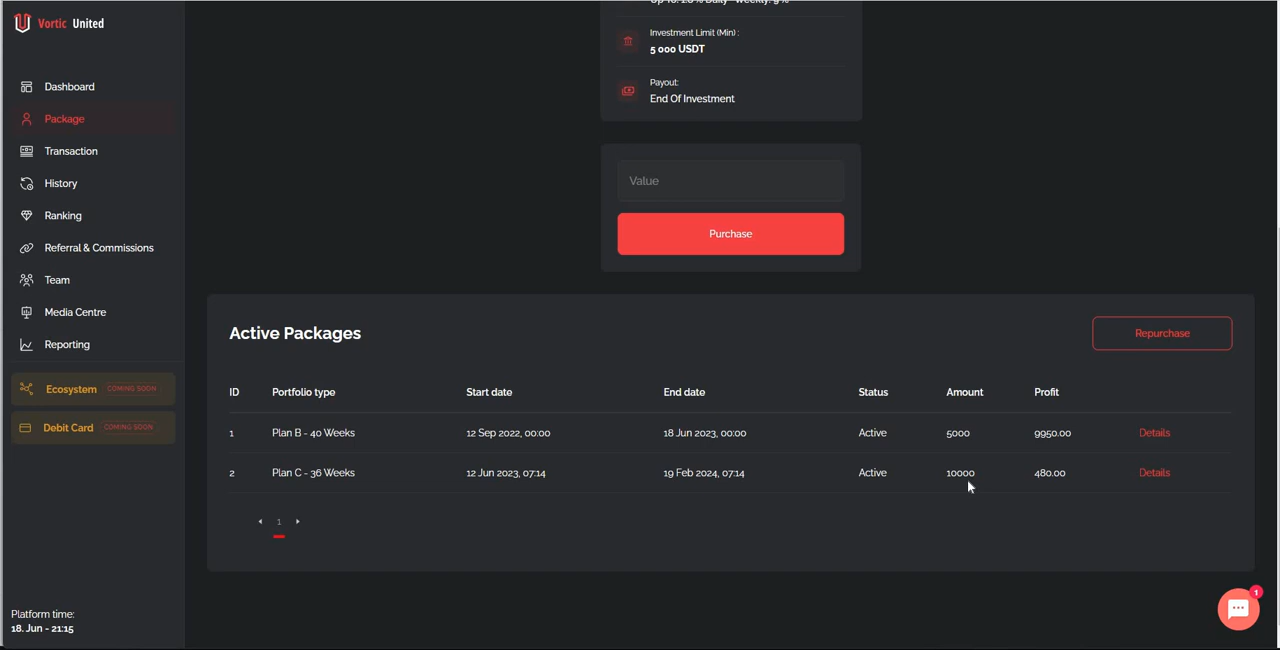 Vortic United
Dashboard
Package
Transaction
History
Ranking
Referral & Commissions
Team
Media Centre
Reporting
Ecosystem COMING SOON
Debit Card COMING SOON
Platform time:
18. Jun - 21:15
Investment Limit (Min) :
5 000 USDT
Payout:
End Of Investment
Value
Purchase
Active Packages
Repurchase
ID Portfolio type Start date End date Status Amount Profit
1 Plan B - 40 Weeks 12 Sep 2022, 00:00 18 Jun 2023, 00:00 Active 5000 9950.00 Details
2 Plan C - 36 Weeks 12 Jun 2023, 07:14 19 Feb 2024, 07:14 Active 10000 480.00 Details
1
1